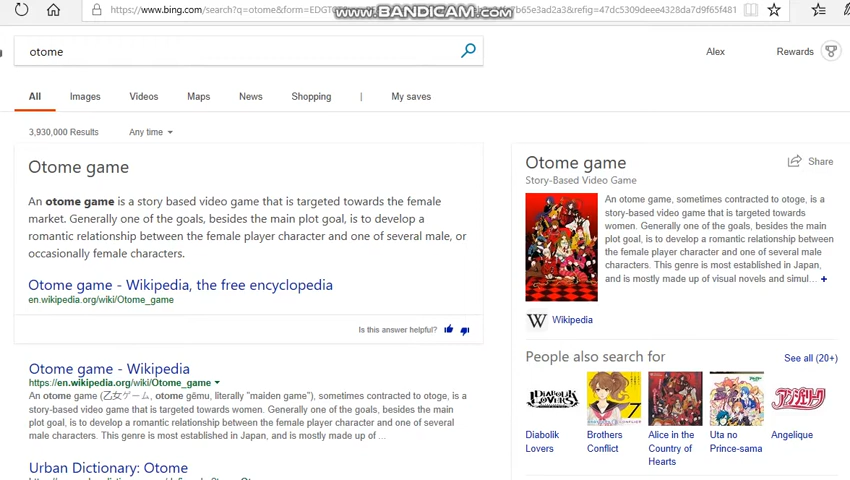 https://www.bing.com/search?q=otome&form=EDGT
7b65e3ad2a3&refig=47dc5309deee4328da7d9f65f481
www.BANDICAM.com
otome
Alex
Rewards
All
Images
Videos
Maps
News
Shopping
|
My saves
3,930,000 Results
Any time
Otome game
An otome game is a story based video game that is targeted towards the female
market. Generally one of the goals, besides the main plot goal, is to develop a
romantic relationship between the female player character and one of several male, or
occasionally female characters.
Otome game - Wikipedia, the free encyclopedia
en.wikipedia.org/wiki/Otome_game
Is this answer helpful?
Otome game - Wikipedia
https://en.wikipedia.org/wiki/Otome_game
An otome game (乙女ゲーム, otome gēmu, literally "maiden game"), sometimes contracted to otoge, is a
story-based video game that is targeted towards women. Generally one of the goals, besides the main
plot goal, is to develop a romantic relationship between the female player character and one of several
male characters. This genre is most established in Japan, and is mostly made up of ...
Urban Dictionary: Otome
Otome game
Share
Story-Based Video Game
An otome game, sometimes contracted to otoge, is a
story-based video game that is targeted towards
women. Generally one of the goals, besides the main
plot goal, is to develop a romantic relationship between
the female player character and one of several male
characters. This genre is most established in Japan,
and is mostly made up of visual novels and simul... +
W Wikipedia
People also search for
See all (20+)
DIABOLIK
LOVERS
7
アンジェリーク
Diabolik
Lovers
Brothers
Conflict
Alice in the
Country of
Hearts
Uta no
Prince-sama
Angelique